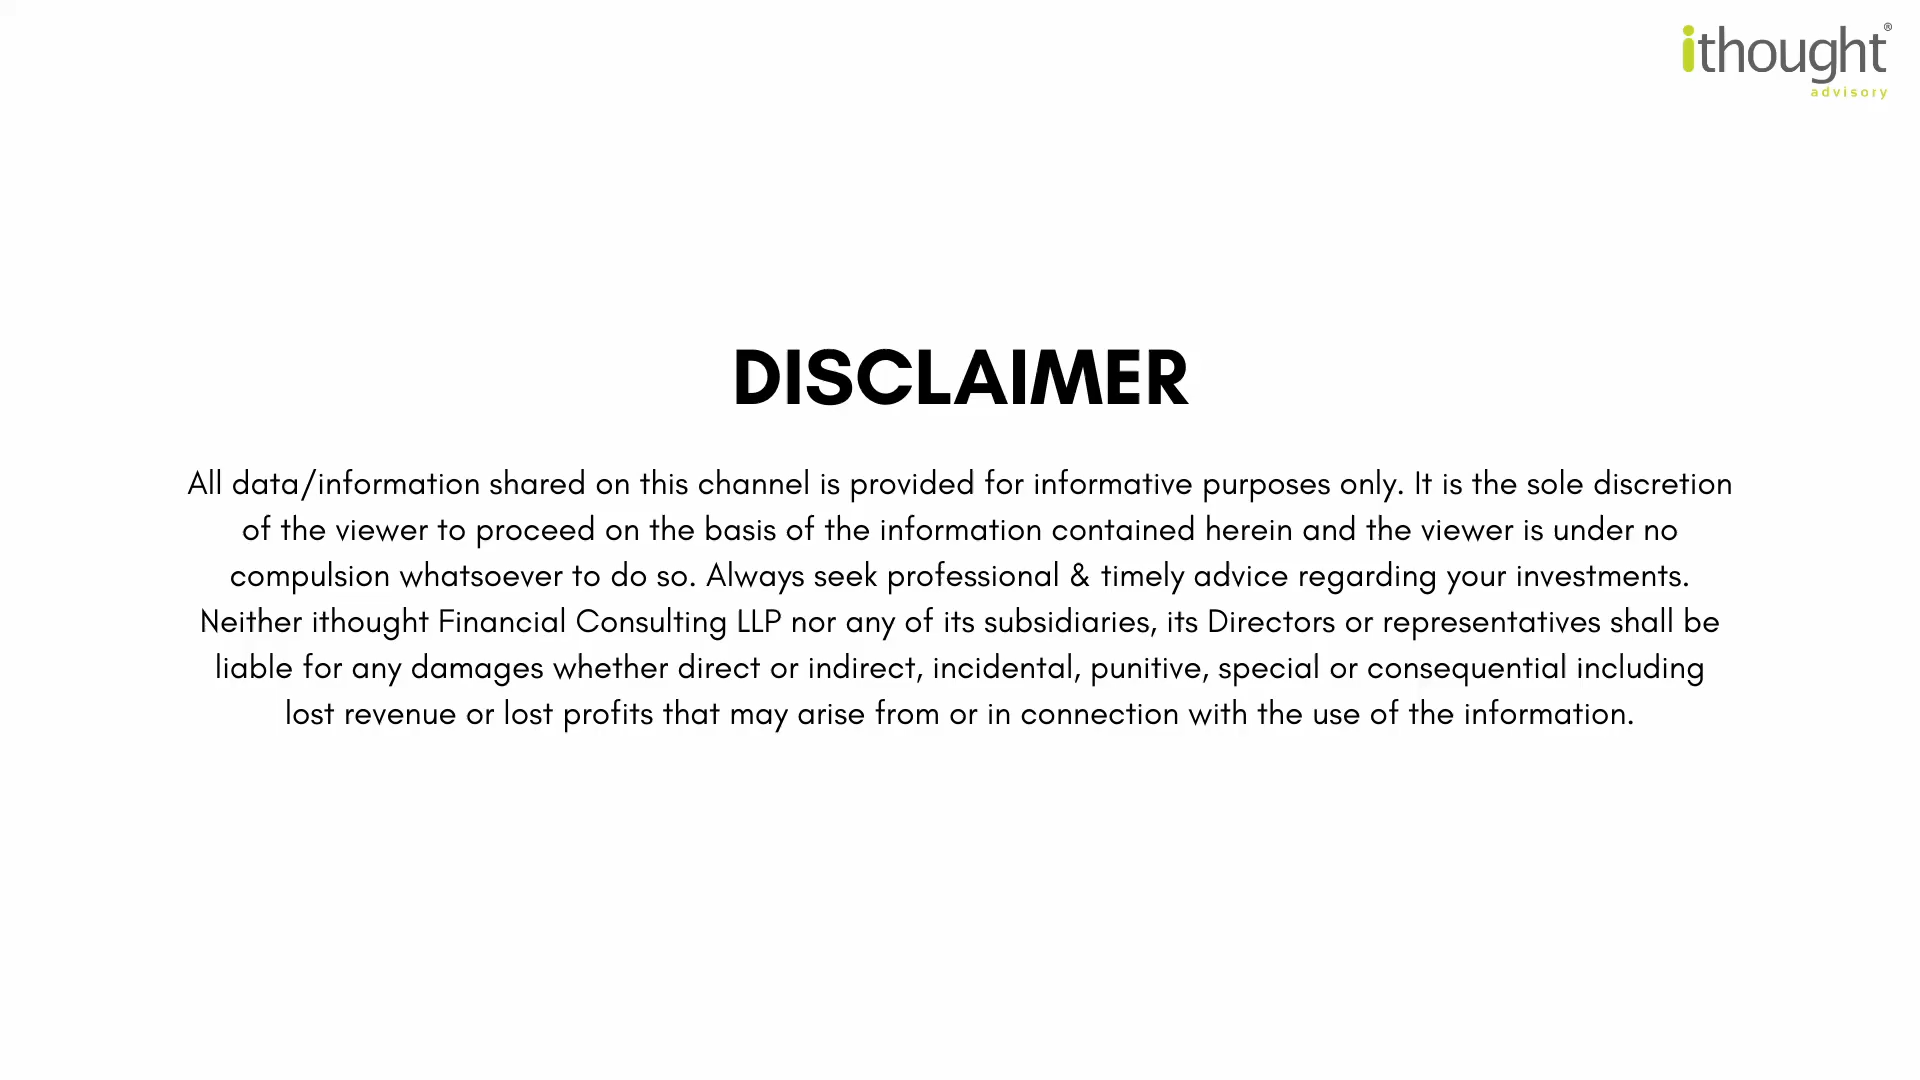 ithought®
advisory
DISCLAIMER
All data/information shared on this channel is provided for informative purposes only. It is the sole discretion
of the viewer to proceed on the basis of the information contained herein and the viewer is under no
compulsion whatsoever to do so. Always seek professional & timely advice regarding your investments.
Neither ithought Financial Consulting LLP nor any of its subsidiaries, its Directors or representatives shall be
liable for any damages whether direct or indirect, incidental, punitive, special or consequential including
lost revenue or lost profits that may arise from or in connection with the use of the information.